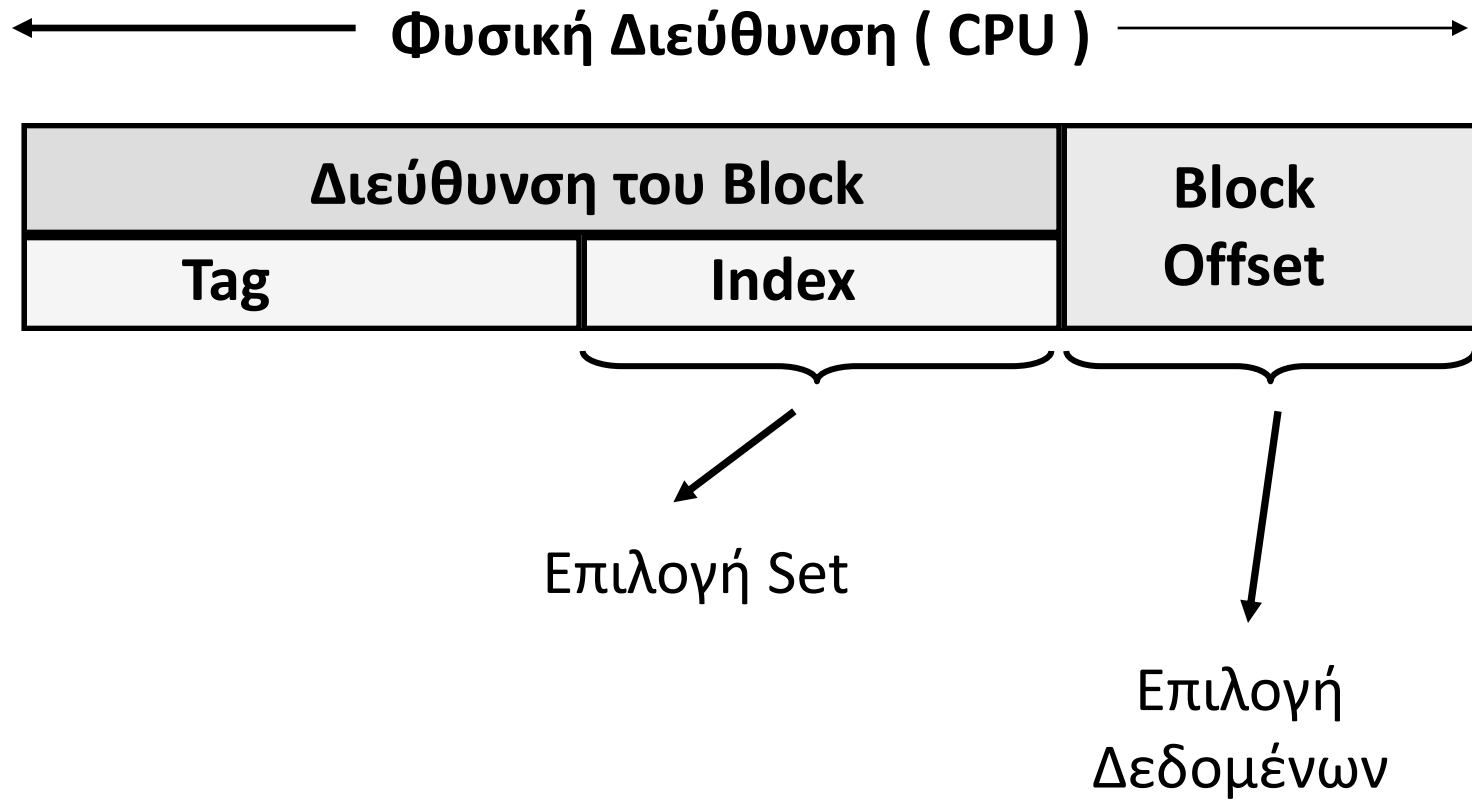 Φυσική Διεύθυνση ( CPU )
Διεύθυνση του Block
Block
Offset
Tag
Index
Επιλογή Set
Επιλογή
Δεδομένων